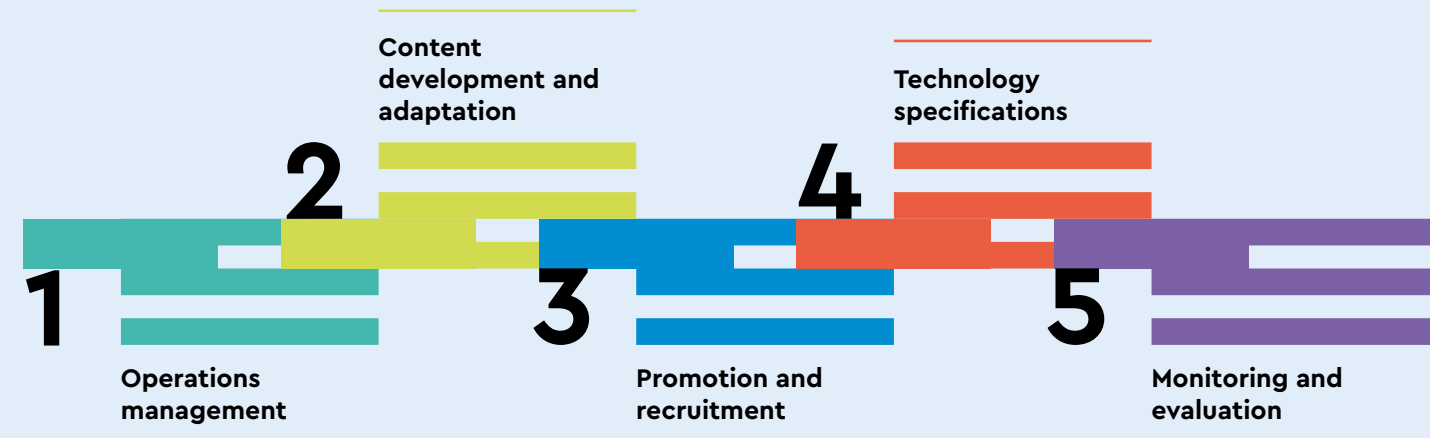 1
Operations
management
2
Content
development and
adaptation
3
Promotion and
recruitment
4
Technology
specifications
5
Monitoring and
evaluation